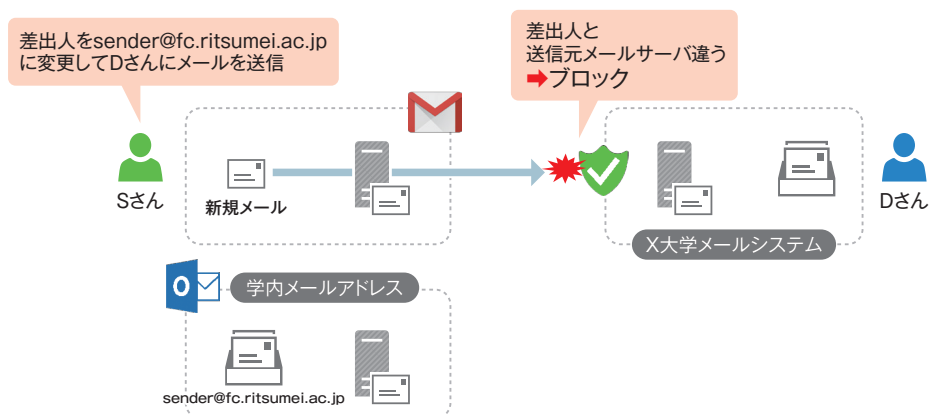 差出人をsender@fc.ritsumei.ac.jp
に変更してDさんにメールを送信
差出人と
送信元メールサーバ違う
➡ブロック
Sさん
新規メール
Dさん
X大学メールシステム
学内メールアドレス
sender@fc.ritsumei.ac.jp